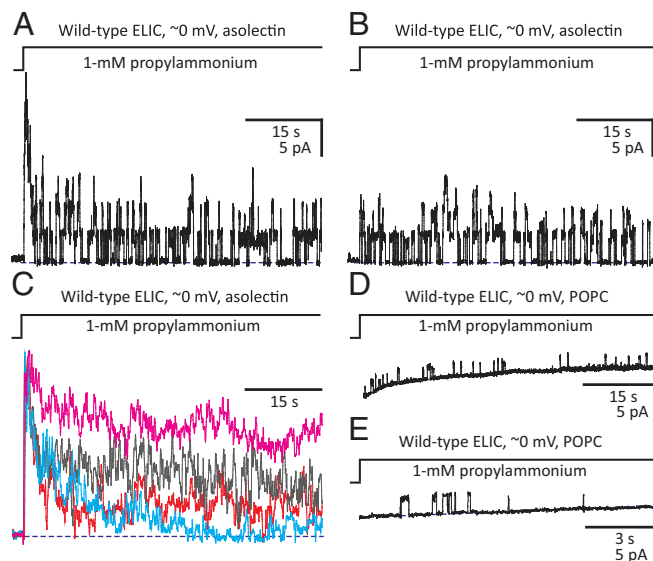 A
Wild-type ELIC, ~0 mV, asolectin
1-mM propylammonium
15 s
5 pA
B
Wild-type ELIC, ~0 mV, asolectin
1-mM propylammonium
15 s
5 pA
C
Wild-type ELIC, ~0 mV, asolectin
1-mM propylammonium
15 s
D
Wild-type ELIC, ~0 mV, POPC
1-mM propylammonium
15 s
5 pA
E
Wild-type ELIC, ~0 mV, POPC
1-mM propylammonium
3 s
5 pA